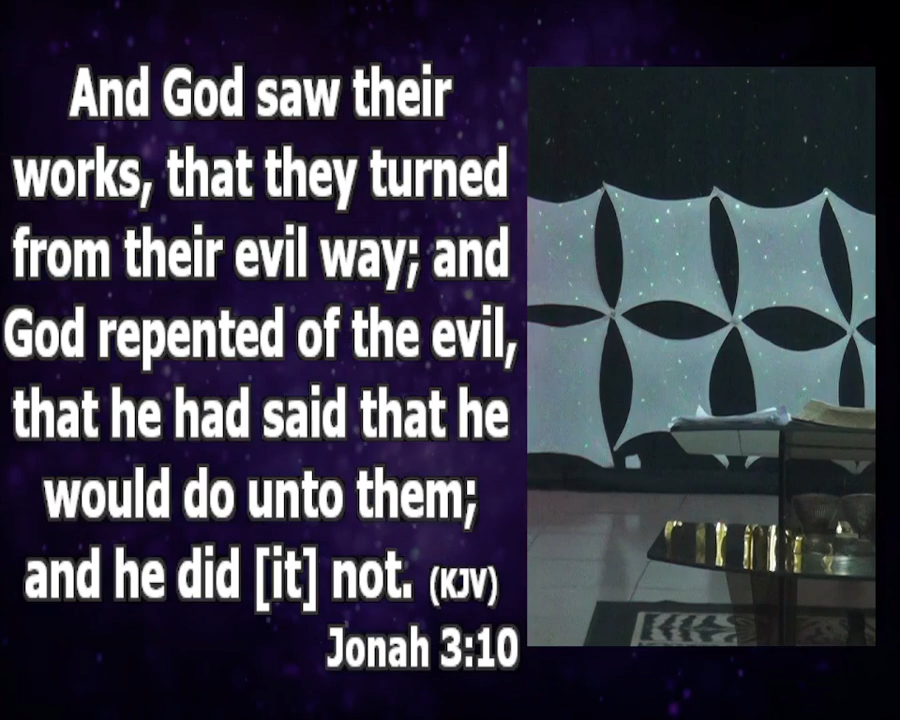 And God saw their
works, that they turned
from their evil way; and
God repented of the evil,
that he had said that he
would do unto them;
and he did [it] not. (KJV)
Jonah 3:10